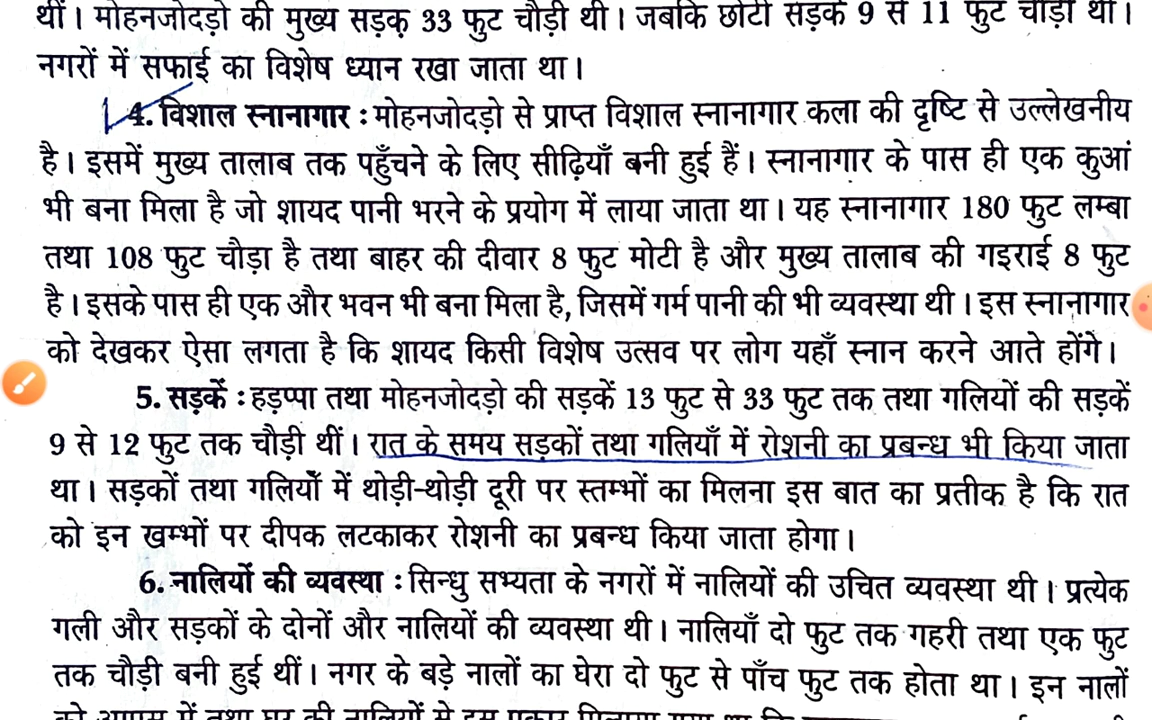 थीं। मोहनजोदड़ो की मुख्य सड़क 33 फुट चौड़ी थी। जबकि छोटी सड़कें 9 से 11 फुट चौड़ी थीं।
नगरों में सफाई का विशेष ध्यान रखा जाता था।
4. विशाल स्नानागार : मोहनजोदड़ो से प्राप्त विशाल स्नानागार कला की दृष्टि से उल्लेखनीय
है। इसमें मुख्य तालाब तक पहुँचने के लिए सीढ़ियाँ बनी हुई हैं। स्नानागार के पास ही एक कुआं
भी बना मिला है जो शायद पानी भरने के प्रयोग में लाया जाता था। यह स्नानागार 180 फुट लम्बा
तथा 108 फुट चौड़ा है तथा बाहर की दीवार 8 फुट मोटी है और मुख्य तालाब की गइराई 8 फुट
है। इसके पास ही एक और भवन भी बना मिला है, जिसमें गर्म पानी की भी व्यवस्था थी। इस स्नानागार
को देखकर ऐसा लगता है कि शायद किसी विशेष उत्सव पर लोग यहाँ स्नान करने आते होंगे।
5. सड़कें : हड़प्पा तथा मोहनजोदड़ो की सड़कें 13 फुट से 33 फुट तक तथा गलियों की सड़कें
9 से 12 फुट तक चौड़ी थीं। रात के समय सड़कों तथा गलियाँ में रोशनी का प्रबन्ध भी किया जाता
था। सड़कों तथा गलियों में थोड़ी-थोड़ी दूरी पर स्तम्भों का मिलना इस बात का प्रतीक है कि रात
को इन खम्भों पर दीपक लटकाकर रोशनी का प्रबन्ध किया जाता होगा।
6. नालियों की व्यवस्था : सिन्धु सभ्यता के नगरों में नालियों की उचित व्यवस्था थी। प्रत्येक
गली और सड़कों के दोनों और नालियों की व्यवस्था थी। नालियाँ दो फुट तक गहरी तथा एक फुट
तक चौड़ी बनी हुई थीं। नगर के बड़े नालों का घेरा दो फुट से पाँच फुट तक होता था। इन नालों